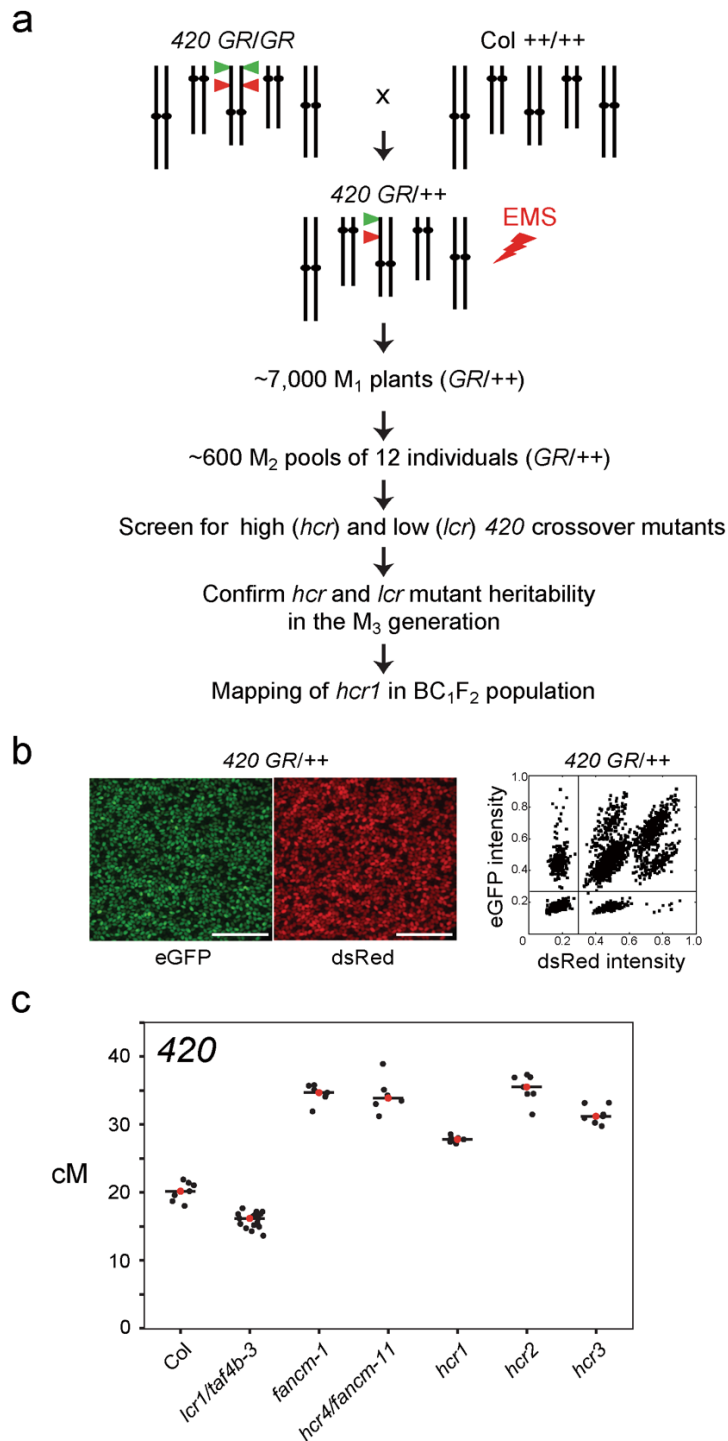 a
420 GR/GR
Col ++/++
x
420 GR/++
EMS
~7,000 M1 plants (GR/++)
~600 M2 pools of 12 individuals (GR/++)
Screen for high (hcr) and low (lcr) 420 crossover mutants
Confirm hcr and lcr mutant heritability
in the M3 generation
Mapping of hcr1 in BC1F2 population
b
420 GR/++
420 GR/++
eGFP
dsRed
eGFP intensity
1.0
0.8
0.6
0.4
0.2
0.2
0.4
0.6
0.8
1.0
dsRed intensity
c
420
cM
40
30
20
10
0
Col
lcr1/taf4b-3
fancm-1
hcr4/fancm-11
hcr1
hcr2
hcr3